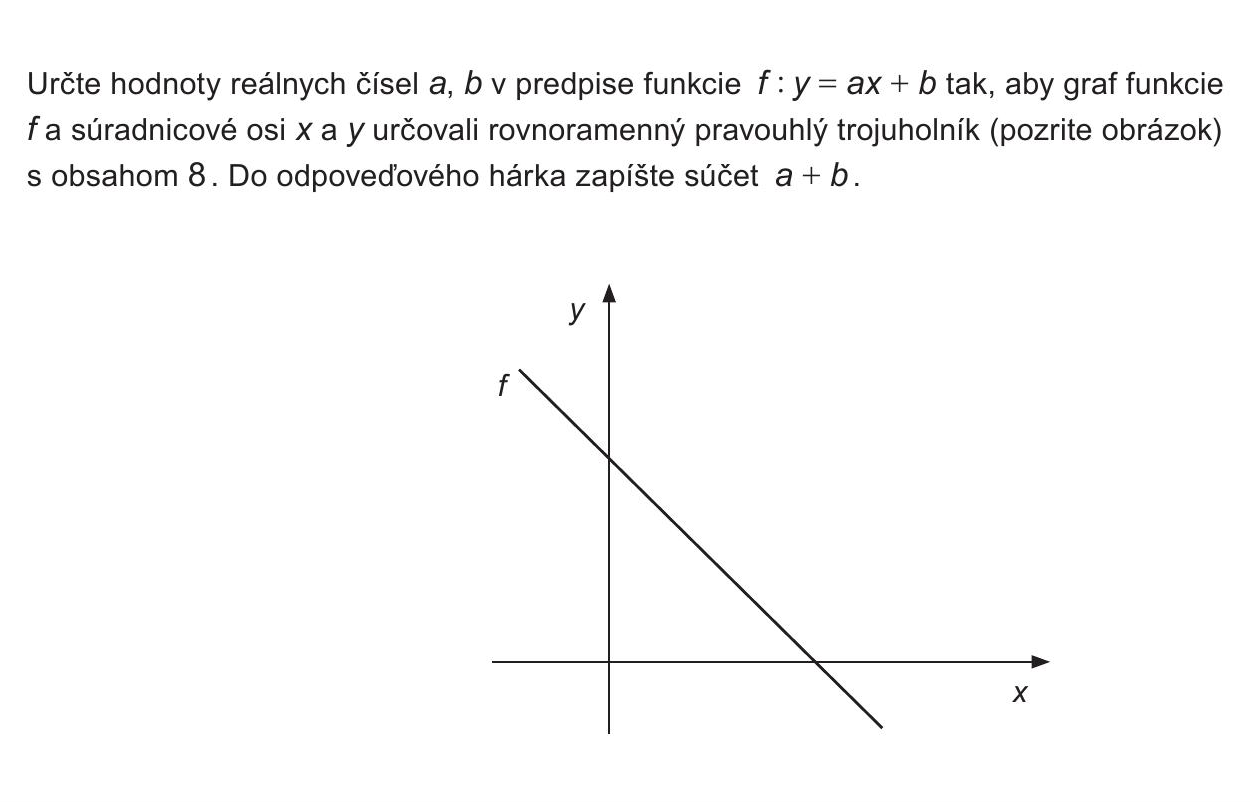 Určte hodnoty reálnych čísel a, b v predpise funkcie f : y = ax + b tak, aby graf funkcie
f a súradnicové osi x a y určovali rovnoramenný pravouhlý trojuholník (pozrite obrázok)
s obsahom 8. Do odpoveďového hárka zapíšte súčet a + b.
y
f
x